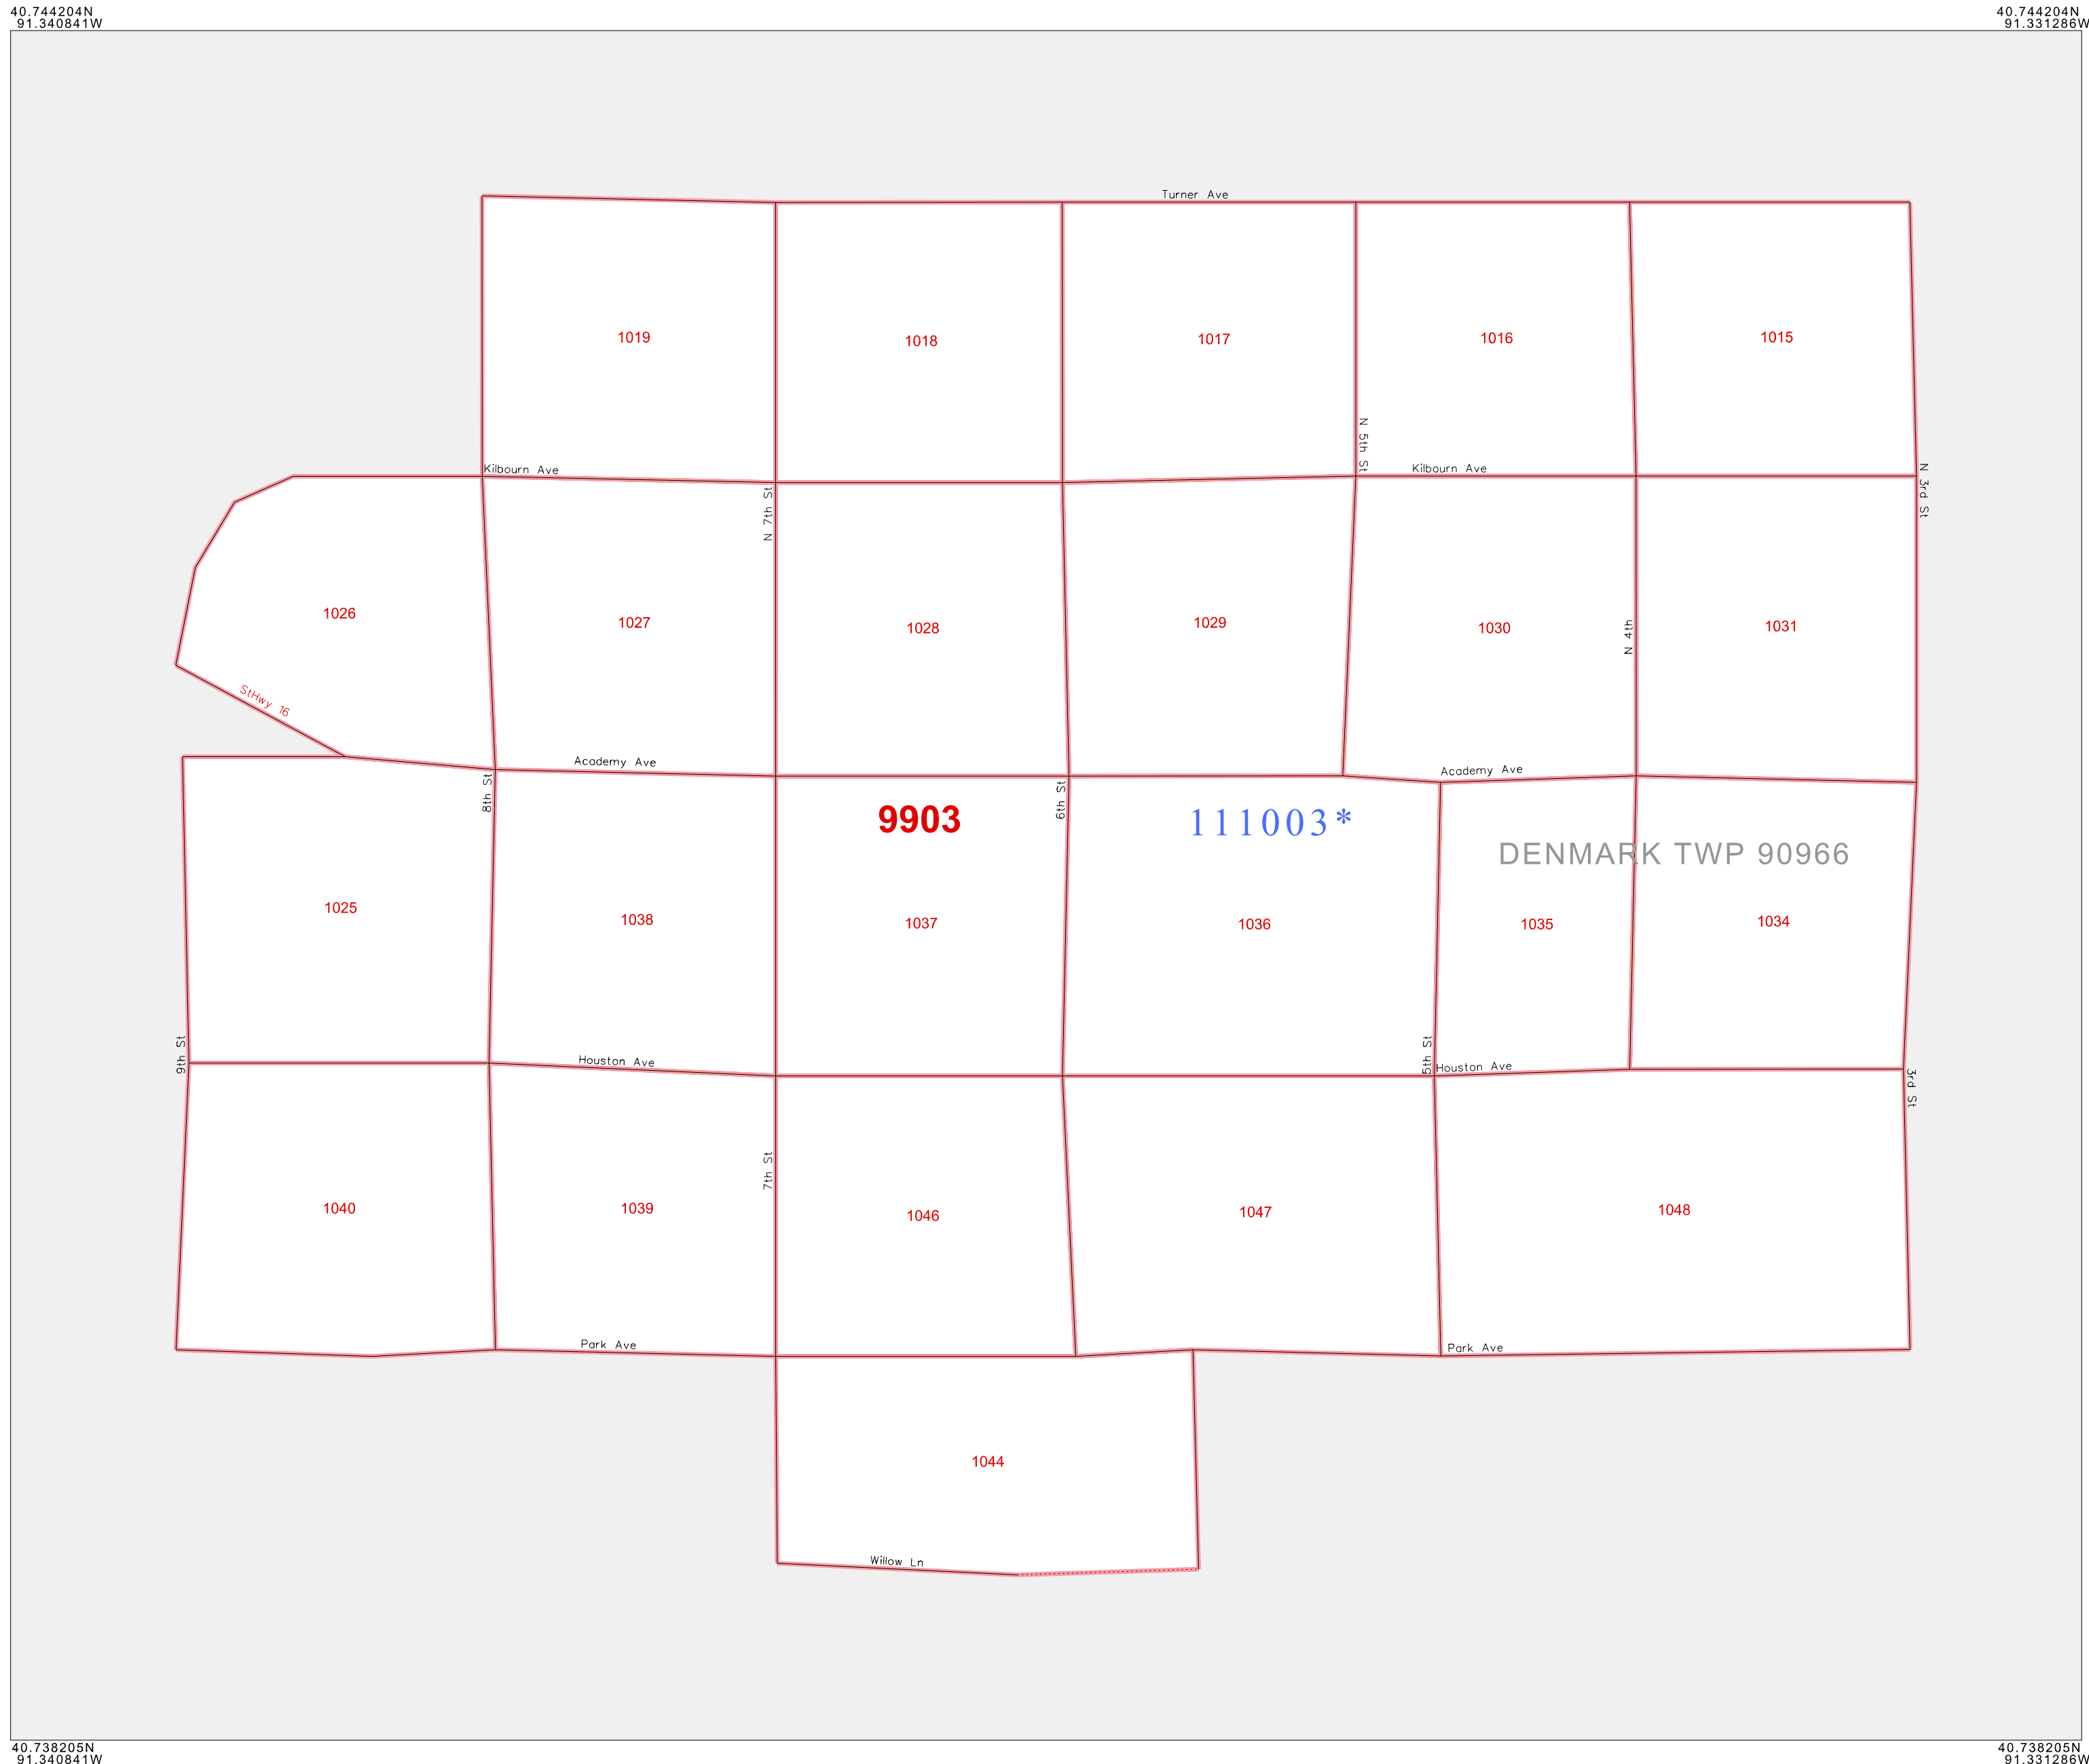 40.744204N
91.340841W
40.744204N
91.331286W
Turner Ave
1019
1018
1017
1016
1015
N 5th St
Kilbourn Ave
Kilbourn Ave
N 3rd St
N 7th St
1026
1027
1028
1029
1030
N 4th
1031
StHwy 16
Academy Ave
Academy Ave
8th St
6th St
9903
111003*
DENMARK TWP 90966
1025
1038
1037
1036
1035
1034
9th St
Houston Ave
5th St
Houston Ave
3rd St
7th St
1040
1039
1046
1047
1048
Park Ave
Park Ave
1044
Willow Ln
40.738205N
91.340841W
40.738205N
91.331286W